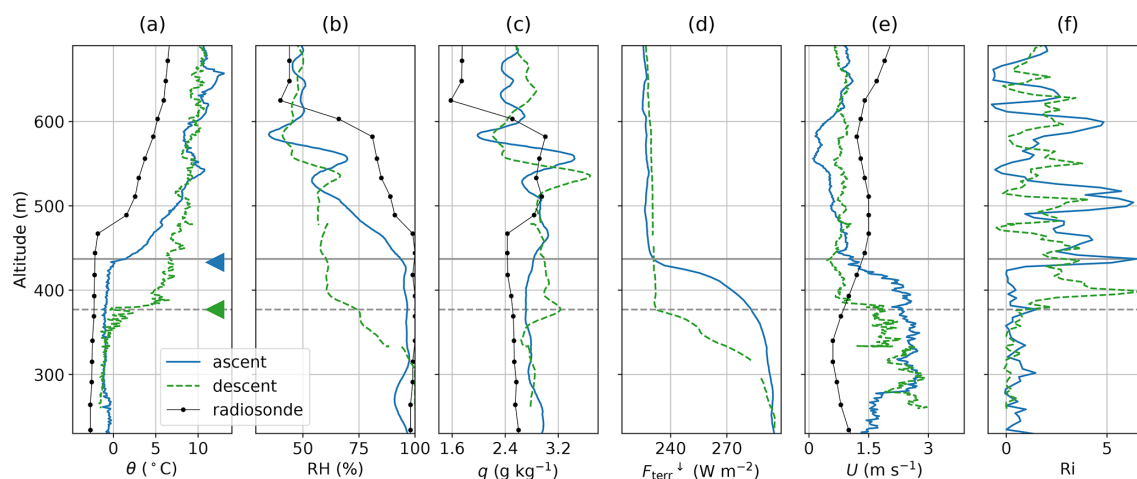 (a) (b) (c) (d) (e) (f)
Altitude (m)
600
500
400
300
ascent
descent
radiosonde
0 10 50 75 100 1.6 2.4 3.2 240 270 0 1.5 3 0 5
θ (°C) RH (%) q (g kg⁻¹) F_terr↓ (W m⁻²) U (m s⁻¹) Ri